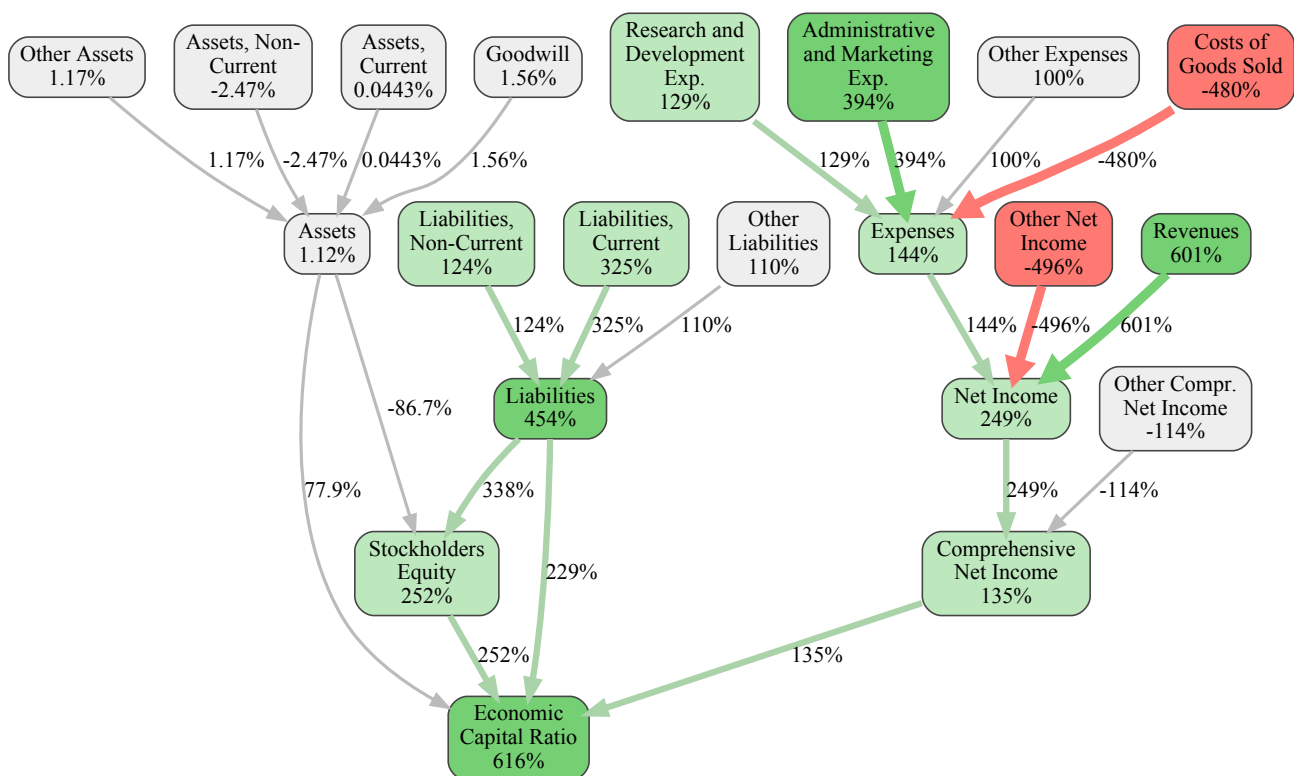 Other Assets
1.17%
Assets, Non-
Current
-2.47%
Assets,
Current
0.0443%
Goodwill
1.56%
Research and
Development
Exp.
129%
Administrative
and Marketing
Exp.
394%
Other Expenses
100%
Costs of
Goods Sold
-480%
1.17%
-2.47%
0.0443%
1.56%
129%
394%
100%
-480%
Assets
1.12%
Liabilities,
Non-Current
124%
Liabilities,
Current
325%
Other
Liabilities
110%
Expenses
144%
Other Net
Income
-496%
Revenues
601%
124%
325%
110%
144%
-496%
601%
-86.7%
Liabilities
454%
Net Income
249%
Other Compr.
Net Income
-114%
77.9%
338%
229%
249%
-114%
Stockholders
Equity
252%
Comprehensive
Net Income
135%
252%
135%
Economic
Capital Ratio
616%